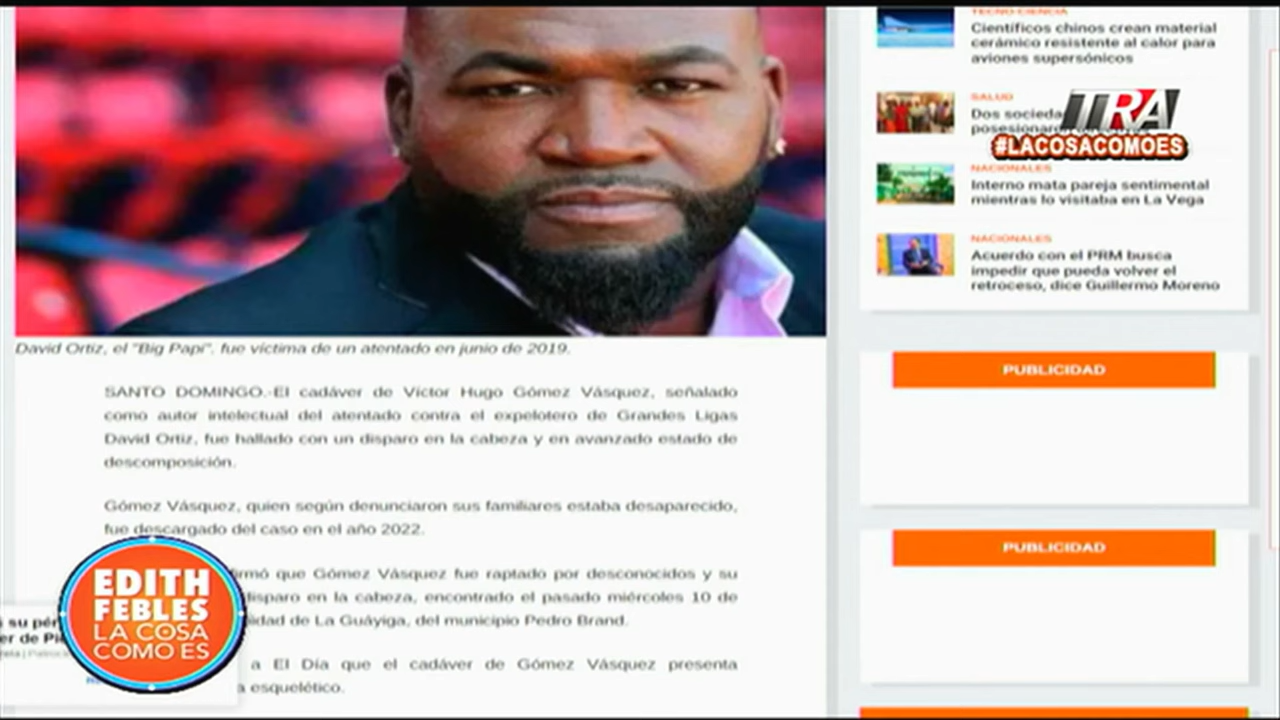 TECNO CIENCIA
Científicos chinos crean material
cerámico resistente al calor para
aviones supersónicos
SALUD
Dos
posesionaron
TRA
#LACOSACOMOES
NACIONALES
Interno mata pareja sentimental
mientras lo visitaba en La Vega
NACIONALES
Acuerdo con el PRM busca
impedir que pueda volver el
retroceso, dice Guillermo Moreno
PUBLICIDAD
PUBLICIDAD
David Ortiz, el "Big Papi". fue víctima de un atentado en junio de 2019.
SANTO DOMINGO.-El cadáver de Víctor Hugo Gómez Vásquez, señalado
como autor intelectual del atentado contra el expelotero de Grandes Ligas
David Ortiz, fue hallado con un disparo en la cabeza y en avanzado estado de
descomposición.
Gómez Vásquez, quien según denunciaron sus familiares estaba desaparecido,
fue descargado del caso en el año 2022.
que Gómez Vásquez fue raptado por desconocidos y su
disparo en la cabeza, encontrado el pasado miércoles 10 de
de La Guáyiga, del municipio Pedro Brand.
a El Día que el cadáver de Gómez Vásquez presenta
esquelético.
su
de
EDITH
FEBLES
LA COSA
COMO ES